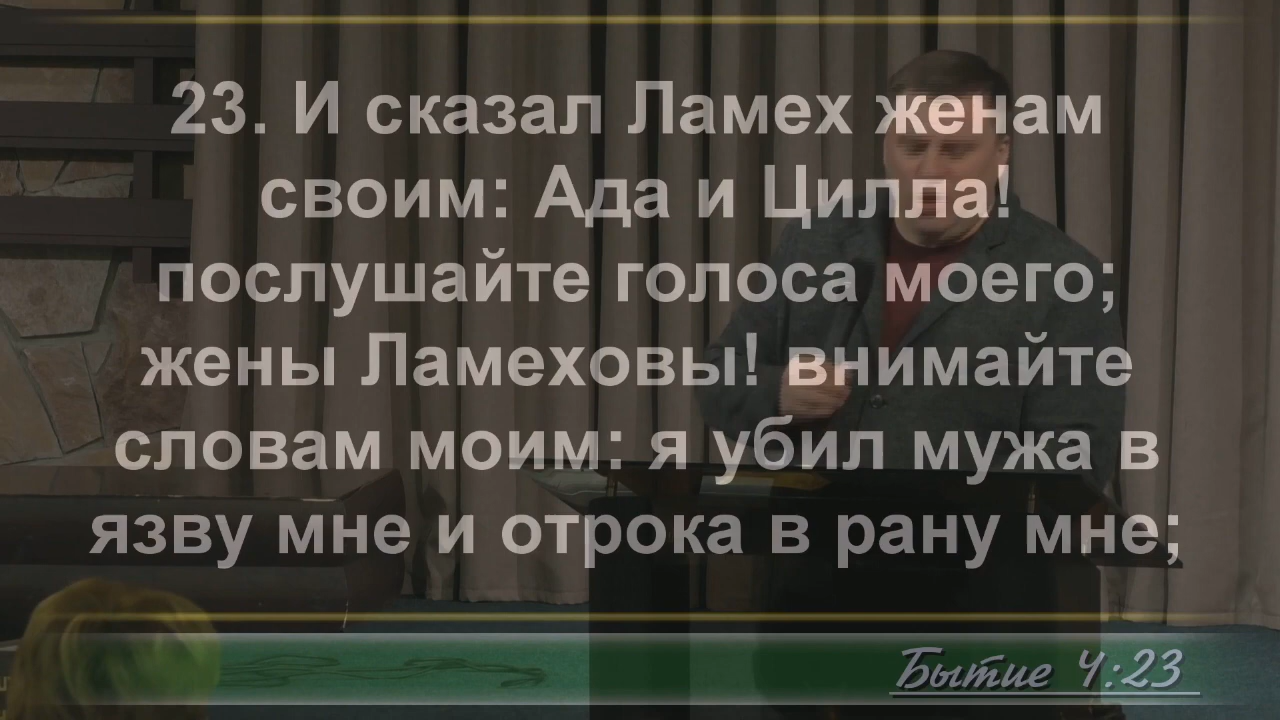 23. И сказал Ламех женам
своим: Ада и Цилла!
послушайте голоса моего;
жены Ламеховы! внимайте
словам моим: я убил мужа в
язву мне и отрока в рану мне;
Бытие 4:23